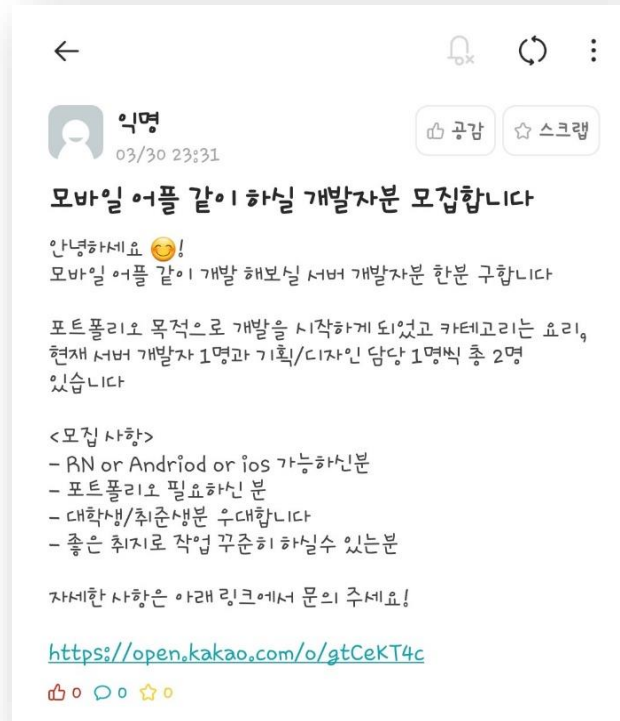 익명
03/30 23:31
공감
스크랩
모바일 어플 같이 하실 개발자분 모집합니다
안녕하세요 😊!
모바일 어플 같이 개발 해보실 서버 개발자분 한분 구합니다
포트폴리오 목적으로 개발을 시작하게 되었고 카테고리는 요리,
현재 서버 개발자 1명과 기획/디자인 담당 1명씩 총 2명
있습니다
<모집 사항>
- RN or Andriod or ios 가능하신분
- 포트폴리오 필요하신 분
- 대학생/취준생분 우대합니다
- 좋은 취지로 작업 꾸준히 하실수 있는분
자세한 사항은 아래 링크에서 문의 주세요!
https://open.kakao.com/o/gtCeKT4c
0 0 0